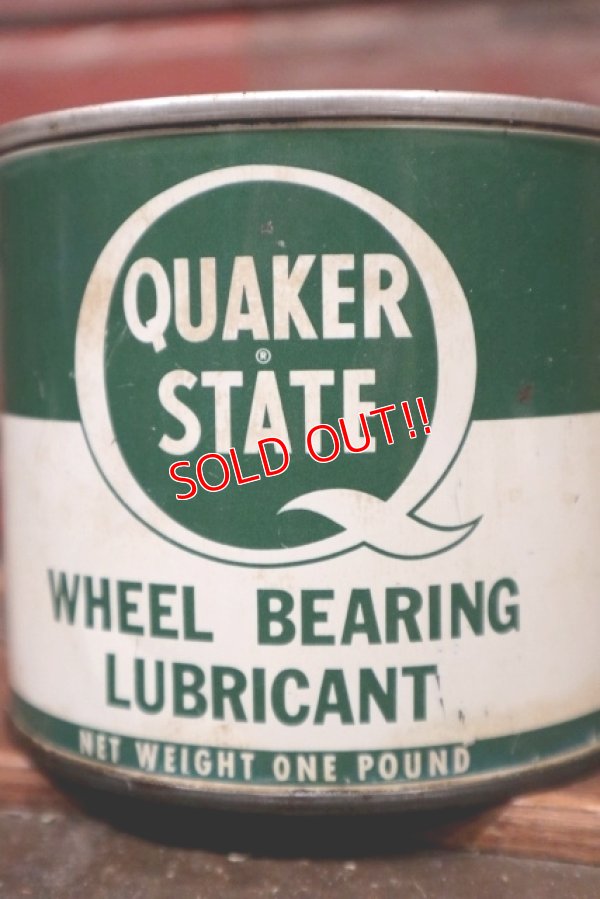 QUAKER
®
STATE
SOLD OUT!!
WHEEL BEARING
LUBRICANT
NET WEIGHT ONE POUND